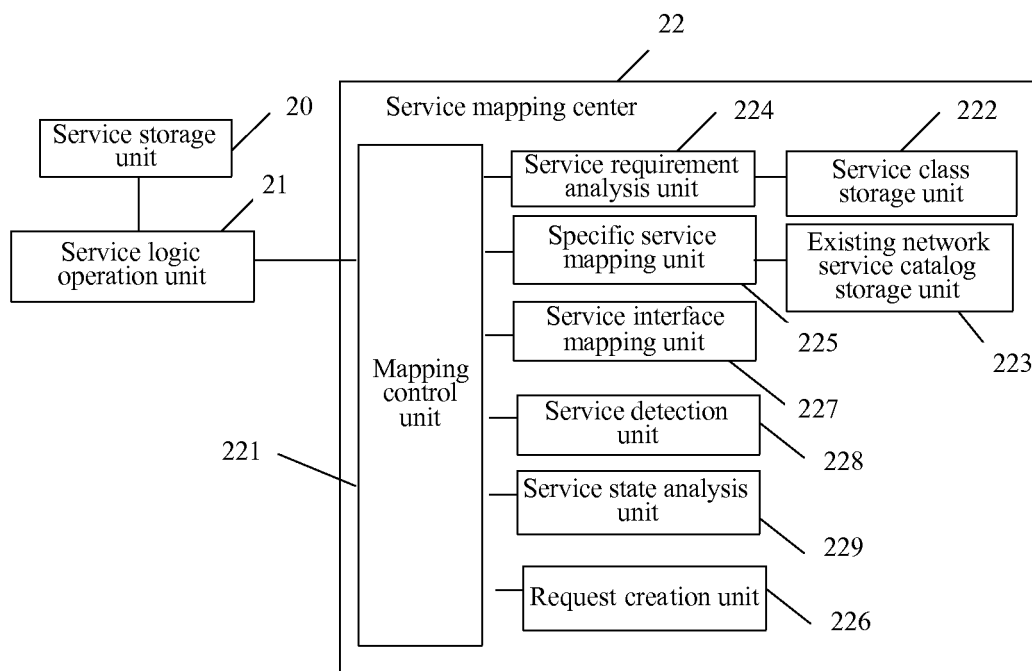 22
Service mapping center
20
Service storage
unit
21
Service logic
operation unit
221
Mapping
control
unit
224
Service requirement
analysis unit
222
Service class
storage unit
Specific service
mapping unit
225
Existing network
service catalog
storage unit
223
Service interface
mapping unit
227
Service detection
unit
228
Service state analysis
unit
229
Request creation unit
226